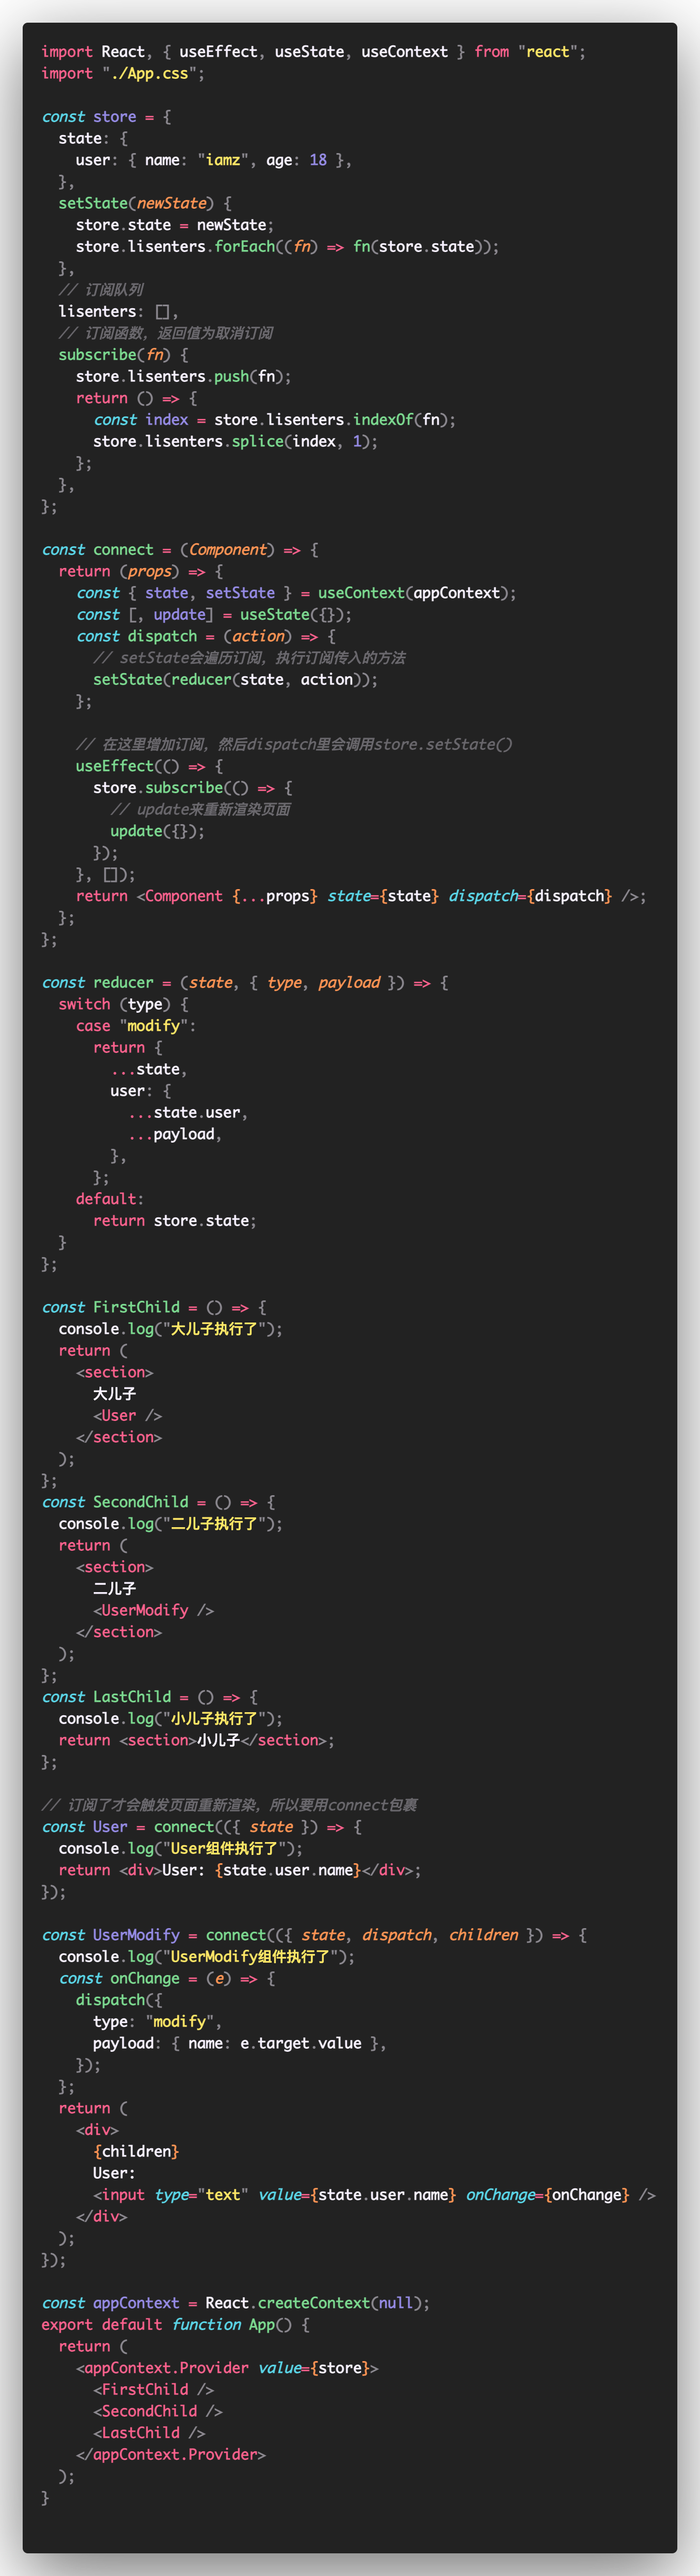 import React, { useEffect, useState, useContext } from "react";
import "./App.css";

const store = {
  state: {
    user: { name: "iamz", age: 18 },
  },
  setState(newState) {
    store.state = newState;
    store.lisenters.forEach((fn) => fn(store.state));
  },
  // 订阅队列
  lisenters: [],
  // 订阅函数，返回值为取消订阅
  subscribe(fn) {
    store.lisenters.push(fn);
    return () => {
      const index = store.lisenters.indexOf(fn);
      store.lisenters.splice(index, 1);
    };
  },
};

const connect = (Component) => {
  return (props) => {
    const { state, setState } = useContext(appContext);
    const [, update] = useState({});
    const dispatch = (action) => {
      // setState会遍历订阅，执行订阅传入的方法
      setState(reducer(state, action));
    };

    // 在这里增加订阅，然后dispatch里会调用store.setState()
    useEffect(() => {
      store.subscribe(() => {
        // update来重新渲染页面
        update({});
      });
    }, []);
    return <Component {...props} state={state} dispatch={dispatch} />;
  };
};

const reducer = (state, { type, payload }) => {
  switch (type) {
    case "modify":
      return {
        ...state,
        user: {
          ...state.user,
          ...payload,
        },
      };
    default:
      return store.state;
  }
};

const FirstChild = () => {
  console.log("大儿子执行了");
  return (
    <section>
      大儿子
      <User />
    </section>
  );
};
const SecondChild = () => {
  console.log("二儿子执行了");
  return (
    <section>
      二儿子
      <UserModify />
    </section>
  );
};
const LastChild = () => {
  console.log("小儿子执行了");
  return <section>小儿子</section>;
};

// 订阅了才会触发页面重新渲染，所以要用connect包裹
const User = connect(({ state }) => {
  console.log("User组件执行了");
  return <div>User: {state.user.name}</div>;
});

const UserModify = connect(({ state, dispatch, children }) => {
  console.log("UserModify组件执行了");
  const onChange = (e) => {
    dispatch({
      type: "modify",
      payload: { name: e.target.value },
    });
  };
  return (
    <div>
      {children}
      User:
      <input type="text" value={state.user.name} onChange={onChange} />
    </div>
  );
});

const appContext = React.createContext(null);
export default function App() {
  return (
    <appContext.Provider value={store}>
      <FirstChild />
      <SecondChild />
      <LastChild />
    </appContext.Provider>
  );
}